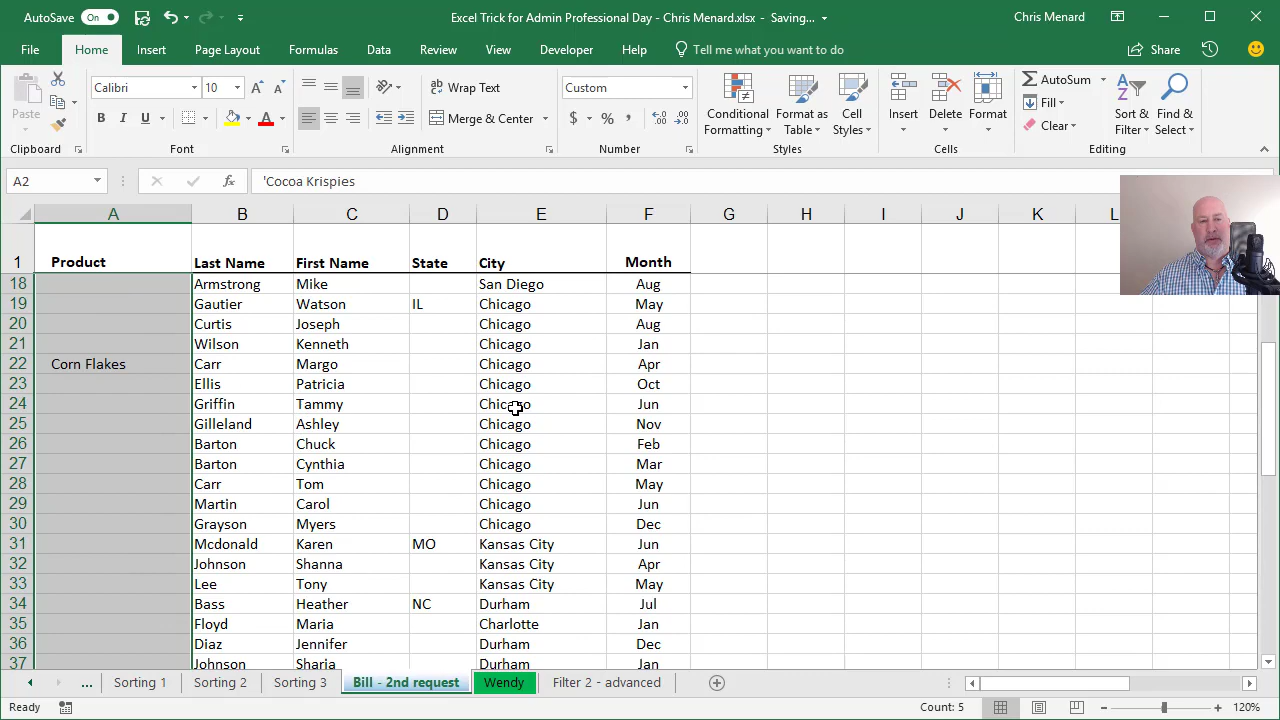 AutoSave On Excel Trick for Admin Professional Day - Chris Menard.xlsx - Saving... Chris Menard
File Home Insert Page Layout Formulas Data Review View Developer Help Tell me what you want to do Share
Calibri 10 Wrap Text Custom AutoSum
Paste B I U A Merge & Center $ % , Conditional Formatting Format as Table Cell Styles Insert Delete Format Fill Clear Sort & Filter Find & Select
Clipboard Font Alignment Number Styles Cells Editing
A2 fx 'Cocoa Krispies
A B C D E F G H I J K L
1 Product Last Name First Name State City Month
18 Armstrong Mike San Diego Aug
19 Gautier Watson IL Chicago May
20 Curtis Joseph Chicago Aug
21 Wilson Kenneth Chicago Jan
22 Corn Flakes Carr Margo Chicago Apr
23 Ellis Patricia Chicago Oct
24 Griffin Tammy Chicago Jun
25 Gilleland Ashley Chicago Nov
26 Barton Chuck Chicago Feb
27 Barton Cynthia Chicago Mar
28 Carr Tom Chicago May
29 Martin Carol Chicago Jun
30 Grayson Myers Chicago Dec
31 Mcdonald Karen MO Kansas City Jun
32 Johnson Shanna Kansas City Apr
33 Lee Tony Kansas City May
34 Bass Heather NC Durham Jul
35 Floyd Maria Charlotte Jan
36 Diaz Jennifer Durham Dec
37 Johnson Sharia Durham Jan
... Sorting 1 Sorting 2 Sorting 3 Bill - 2nd request Wendy Filter 2 - advanced
Ready Count: 5 120%